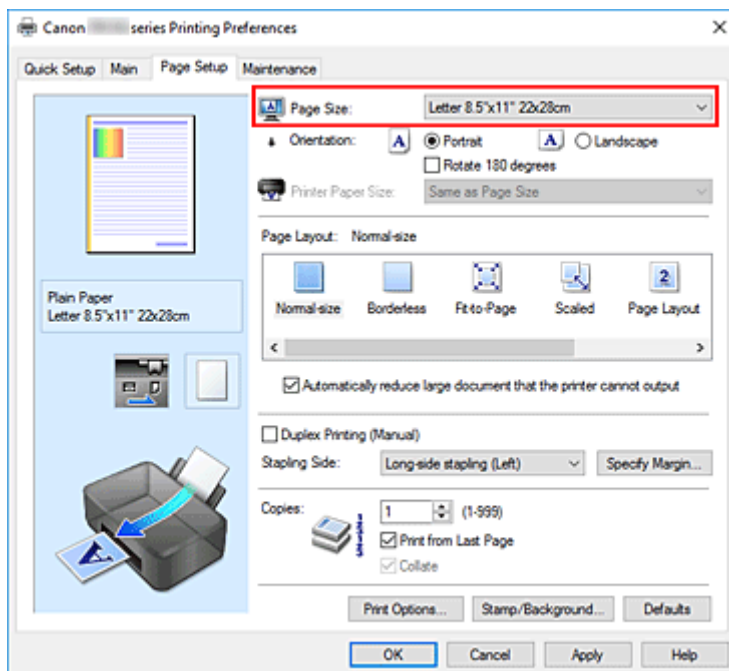 Canon series Printing Preferences
Quick Setup Main Page Setup Maintenance
Page Size: Letter 8.5"x11" 22x28cm
Orientation: A Portrait A Landscape
Rotate 180 degrees
Printer Paper Size: Same as Page Size
Page Layout: Normal-size
2
Normal-size Borderless Fit-to-Page Scaled Page Layout
Automatically reduce large document that the printer cannot output
Plain Paper
Letter 8.5"x11" 22x28cm
Duplex Printing (Manual)
Stapling Side: Long-side stapling (Left) Specify Margin...
A
Copies: 1 (1-999)
Print from Last Page
Collate
Print Options... Stamp/Background... Defaults
OK Cancel Apply Help